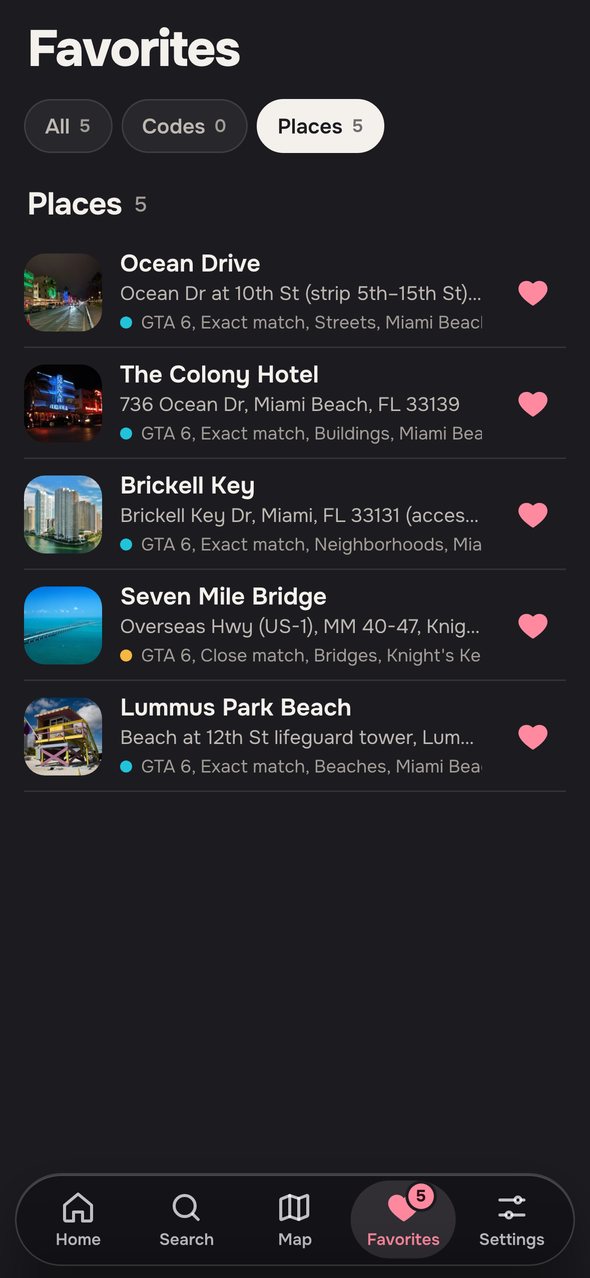 Favorites
All 5
Codes 0
Places 5
Places 5
Ocean Drive
Ocean Dr at 10th St (strip 5th–15th St)...
GTA 6, Exact match, Streets, Miami Beach
The Colony Hotel
736 Ocean Dr, Miami Beach, FL 33139
GTA 6, Exact match, Buildings, Miami Bea
Brickell Key
Brickell Key Dr, Miami, FL 33131 (acces...
GTA 6, Exact match, Neighborhoods, Mia
Seven Mile Bridge
Overseas Hwy (US-1), MM 40-47, Knig...
GTA 6, Close match, Bridges, Knight's Ke
Lummus Park Beach
Beach at 12th St lifeguard tower, Lum...
GTA 6, Exact match, Beaches, Miami Bea
5
Home
Search
Map
Favorites
Settings